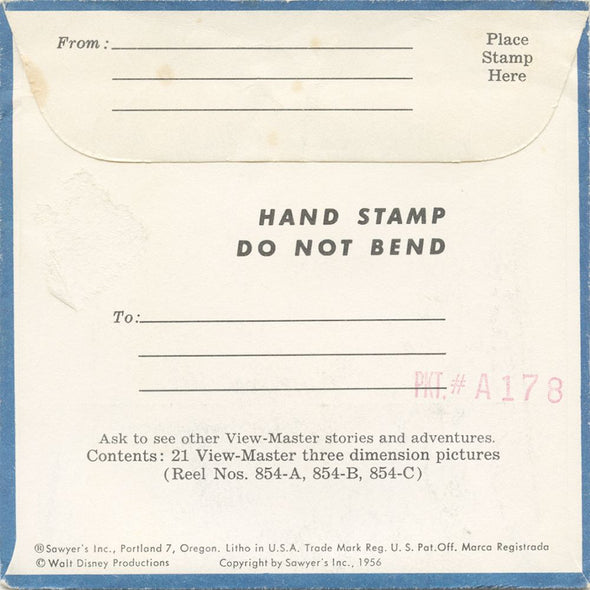 From:
Place
Stamp
Here
HAND STAMP
DO NOT BEND
To:
PKT. # A178
Ask to see other View-Master stories and adventures.
Contents: 21 View-Master three dimension pictures
(Reel Nos. 854-A, 854-B, 854-C)
®Sawyer's Inc., Portland 7, Oregon. Litho in U.S.A. Trade Mark Reg. U. S. Pat.Off. Marca Registrada
©Walt Disney Productions Copyright by Sawyer's Inc., 1956